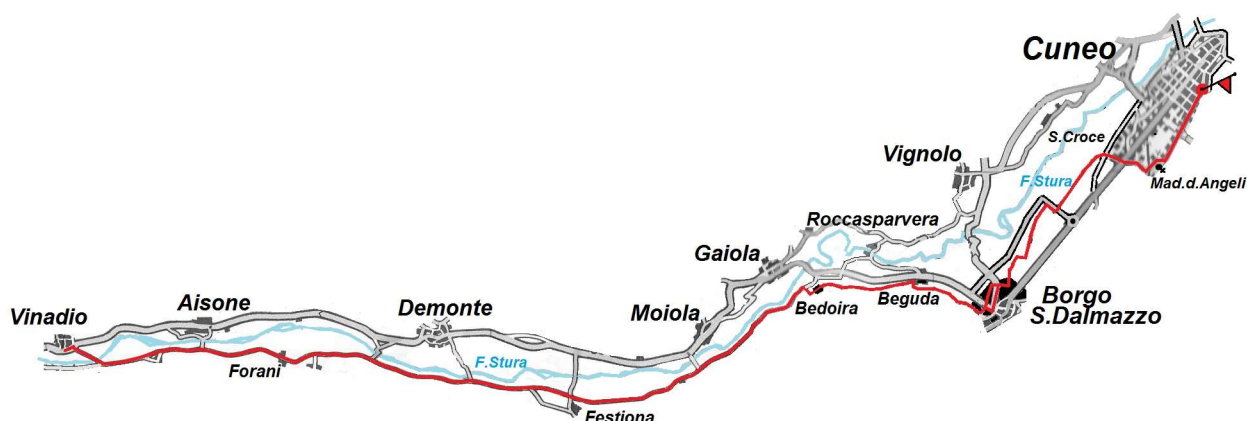 Cuneo
S.Croce
Vignolo
Mad.d.Angeli
F.Stura
Roccasparvera
Gaiola
Bedoira
Beguda
Borgo
S.Dalmazzo
Moiola
Aisone
Demonte
Vinadio
Forani
F.Stura
Festiona